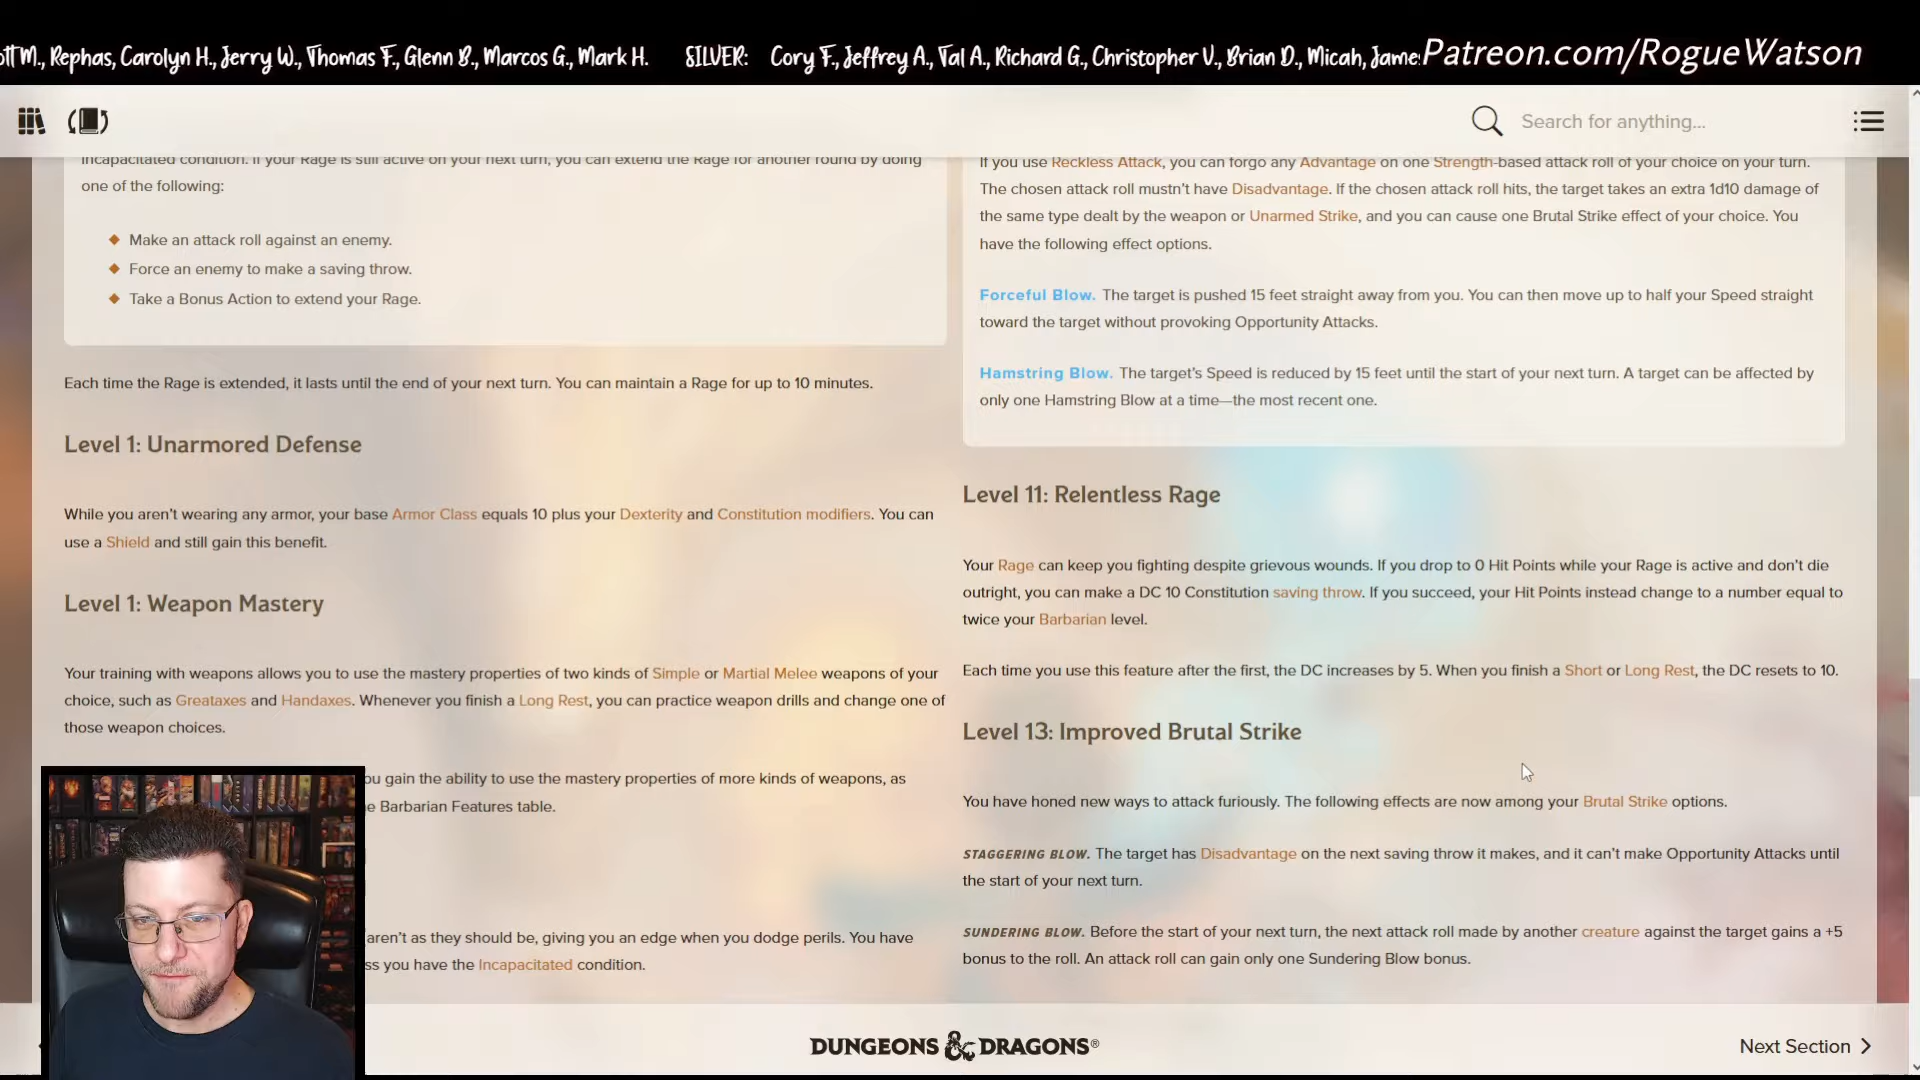 M., Rephas, Carolyn H., Jerry W., Thomas F., Glenn B., Marcos G., Mark H. SILVER: Cory F., Jeffrey A., Tal A., Richard G., Christopher V., Brian D., Micah, Patreon.com/RogueWatson
Search for anything...
Incapacitated condition. If your Rage is still active on your next turn, you can extend the Rage for another round by doing
one of the following:
Make an attack roll against an enemy.
Force an enemy to make a saving throw.
Take a Bonus Action to extend your Rage.
Each time the Rage is extended, it lasts until the end of your next turn. You can maintain a Rage for up to 10 minutes.
Level 1: Unarmored Defense
While you aren't wearing any armor, your base Armor Class equals 10 plus your Dexterity and Constitution modifiers. You can
use a Shield and still gain this benefit.
Level 1: Weapon Mastery
Your training with weapons allows you to use the mastery properties of two kinds of Simple or Martial Melee weapons of your
choice, such as Greataxes and Handaxes. Whenever you finish a Long Rest, you can practice weapon drills and change one of
those weapon choices.
you gain the ability to use the mastery properties of more kinds of weapons, as
Barbarian Features table.
aren't as they should be, giving you an edge when you dodge perils. You have
you have the Incapacitated condition.
If you use Reckless Attack, you can forgo any Advantage on one Strength-based attack roll of your choice on your turn.
The chosen attack roll mustn't have Disadvantage. If the chosen attack roll hits, the target takes an extra 1d10 damage of
the same type dealt by the weapon or Unarmed Strike, and you can cause one Brutal Strike effect of your choice. You
have the following effect options.
Forceful Blow. The target is pushed 15 feet straight away from you. You can then move up to half your Speed straight
toward the target without provoking Opportunity Attacks.
Hamstring Blow. The target's Speed is reduced by 15 feet until the start of your next turn. A target can be affected by
only one Hamstring Blow at a time—the most recent one.
Level 11: Relentless Rage
Your Rage can keep you fighting despite grievous wounds. If you drop to 0 Hit Points while your Rage is active and don't die
outright, you can make a DC 10 Constitution saving throw. If you succeed, your Hit Points instead change to a number equal to
twice your Barbarian level.
Each time you use this feature after the first, the DC increases by 5. When you finish a Short or Long Rest, the DC resets to 10.
Level 13: Improved Brutal Strike
You have honed new ways to attack furiously. The following effects are now among your Brutal Strike options.
STAGGERING BLOW. The target has Disadvantage on the next saving throw it makes, and it can't make Opportunity Attacks until
the start of your next turn.
SUNDERING BLOW. Before the start of your next turn, the next attack roll made by another creature against the target gains a +5
bonus to the roll. An attack roll can gain only one Sundering Blow bonus.
DUNGEONS & DRAGONS®
Next Section